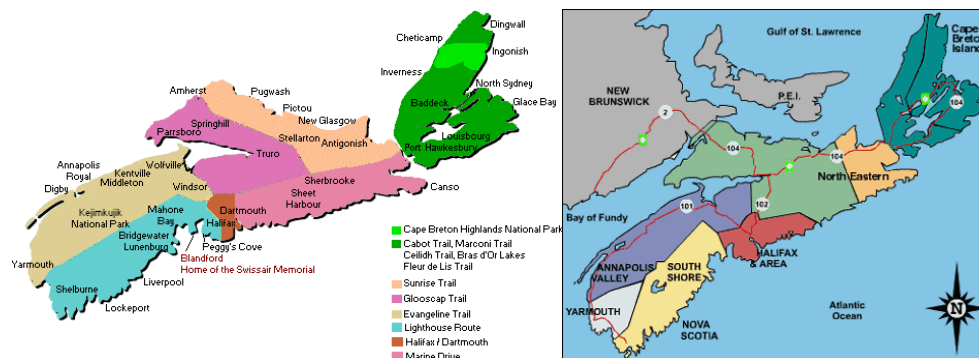 Dingwall
Cheticamp
Ingonish
Inverness
North Sydney
Baddeck
Glace Bay
Louisbourg
Port Hawkesbury
Amherst
Pugwash
Pictou
Springhill
New Glasgow
Parrsboro
Stellarton
Antigonish
Truro
Wolfville
Annapolis
Royal
Kentville
Middleton
Windsor
Digby
Sherbrooke
Canso
Sheet
Harbour
Dartmouth
Kejimkujik
National Park
Mahone
Bay
Halifax
Bridgewater
Lunenburg
Peggy's Cove
Blandford
Home of the Swissair Memorial
Yarmouth
Liverpool
Shelburne
Lockeport
Cape Breton Highlands National Park
Cabot Trail, Marconi Trail
Ceilidh Trail, Bras d'Or Lakes
Fleur de Lis Trail
Sunrise Trail
Glooscap Trail
Evangeline Trail
Lighthouse Route
Halifax / Dartmouth
Marine Drive
Gulf of St. Lawrence
Cape
Breton
Island
NEW
BRUNSWICK
P.E.I.
2
104
104
104
North Eastern
Bay of Fundy
101
102
HALIFAX
& AREA
ANNAPOLIS
VALLEY
SOUTH
SHORE
YARMOUTH
NOVA
SCOTIA
Atlantic
Ocean
N